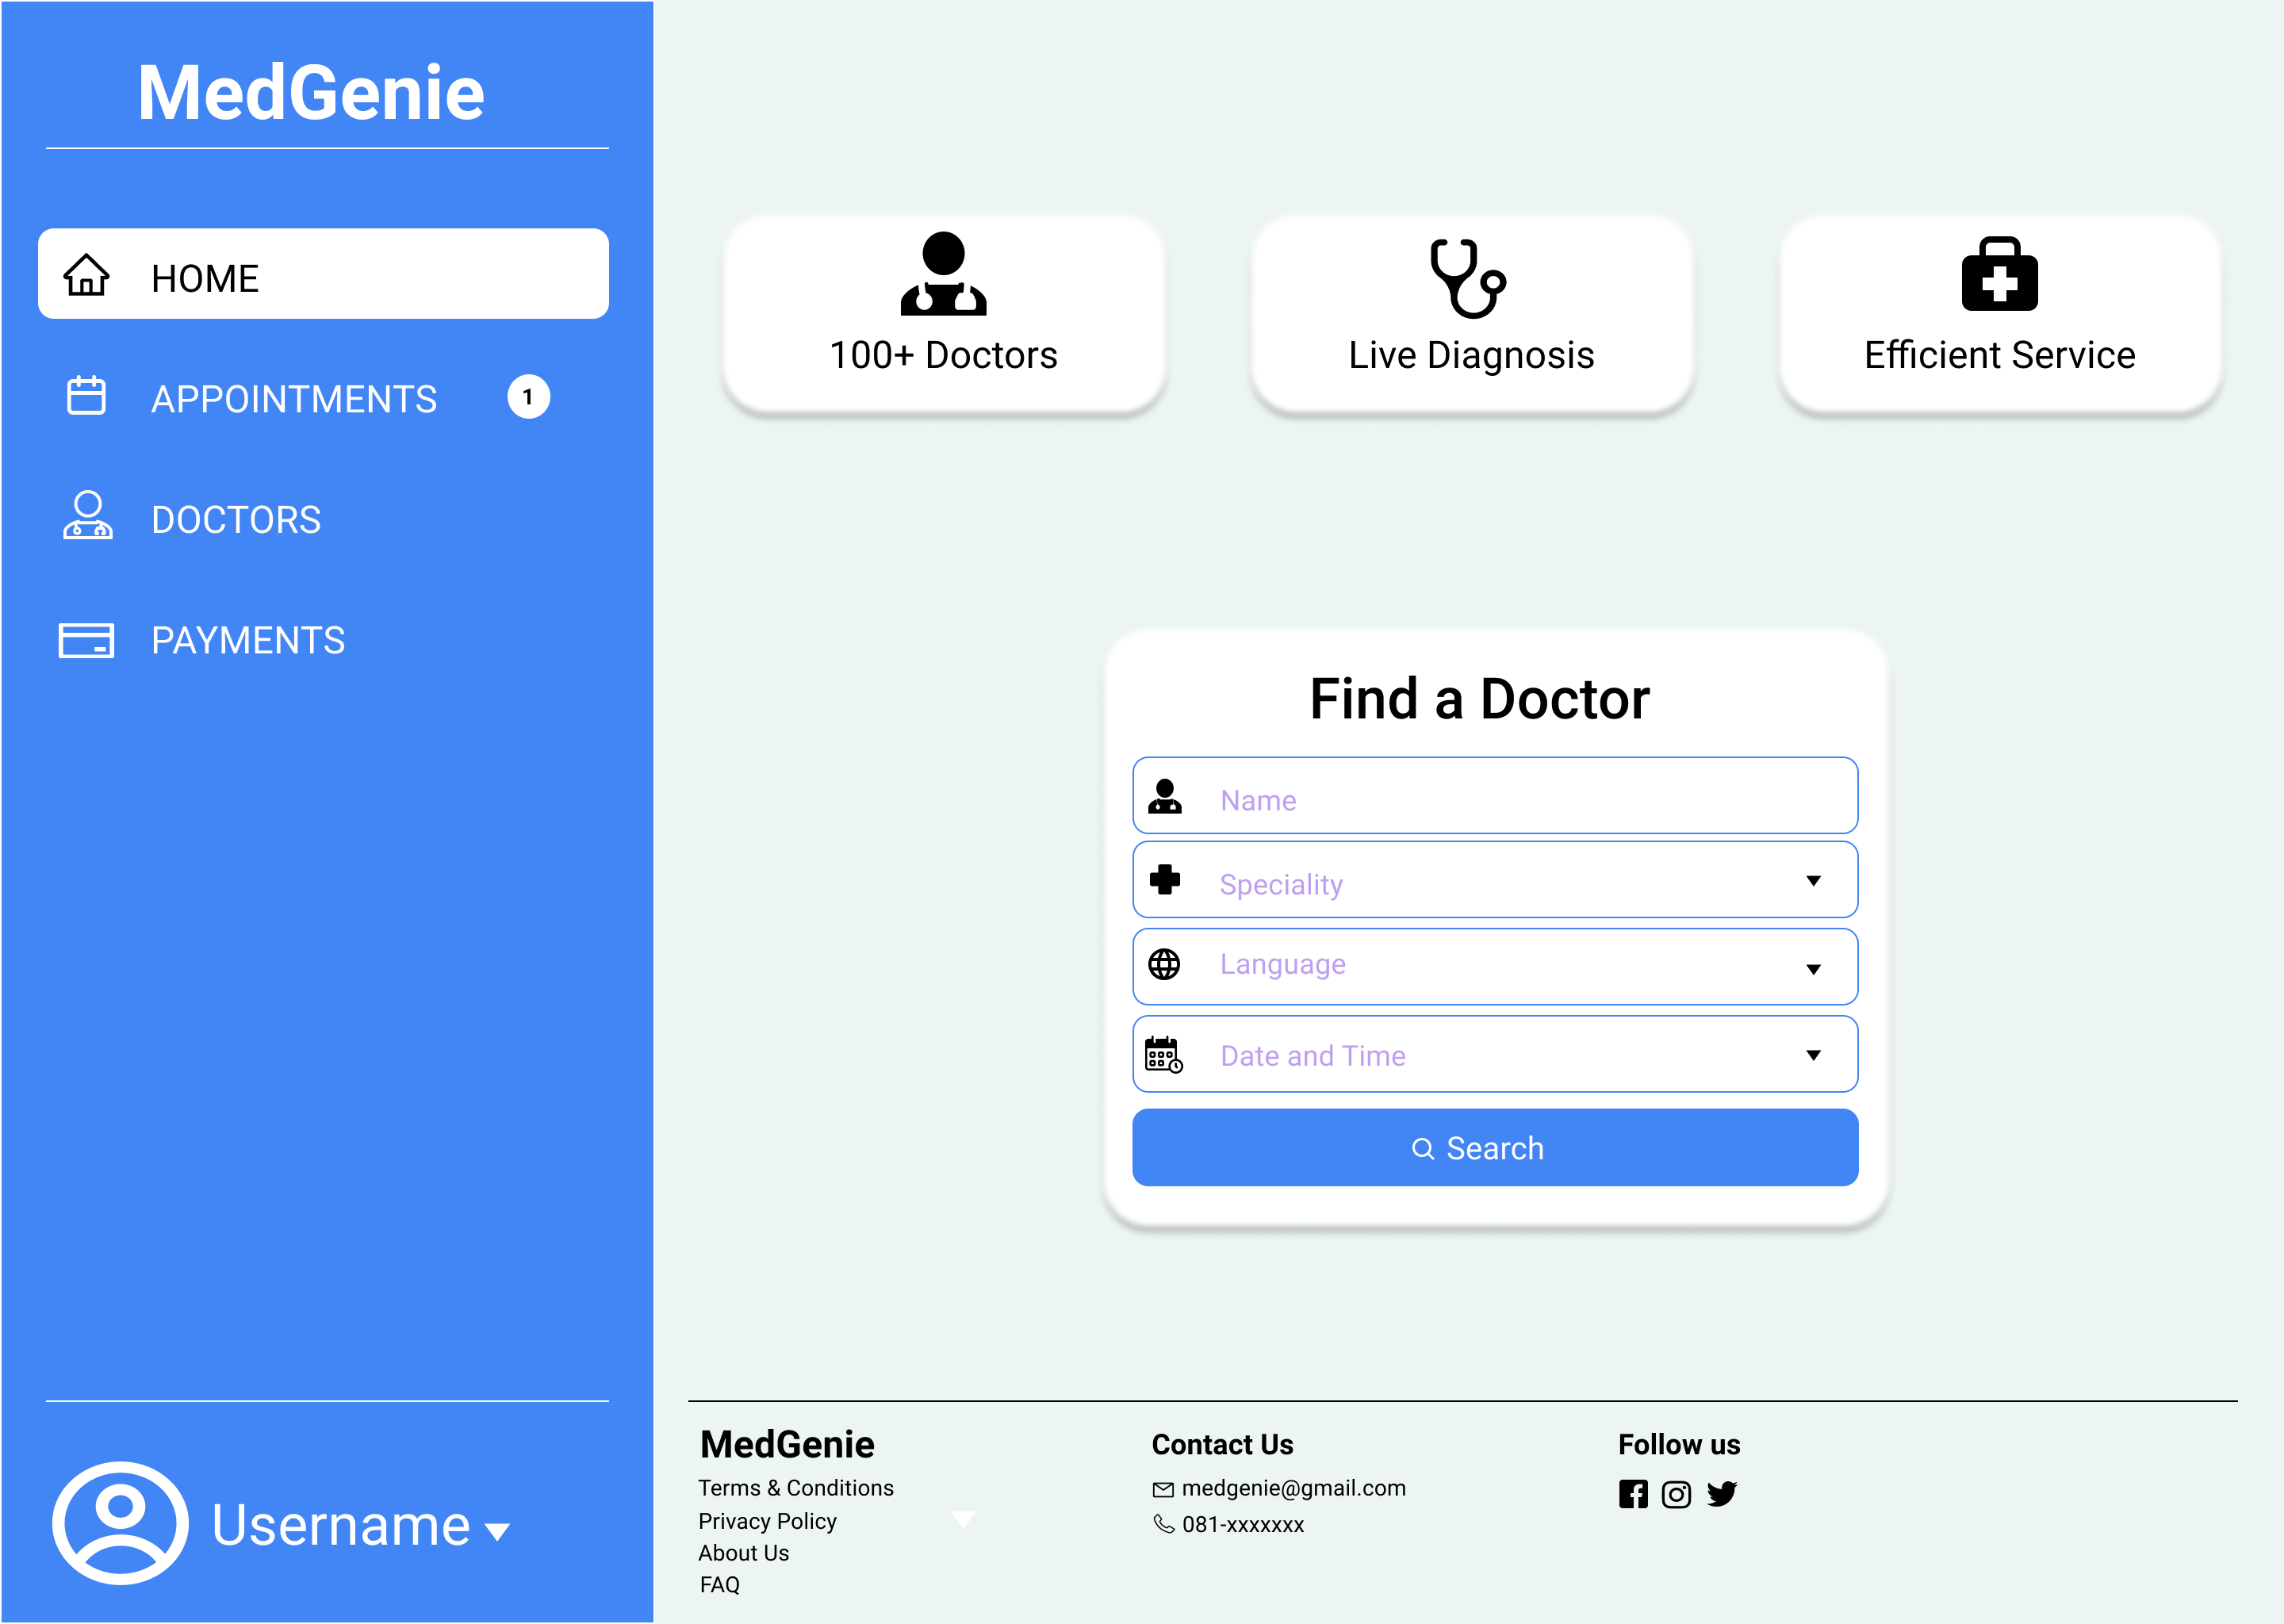 MedGenie
HOME
APPOINTMENTS 1
DOCTORS
PAYMENTS
Username
100+ Doctors
Live Diagnosis
Efficient Service
Find a Doctor
Name
Speciality
Language
Date and Time
Search
MedGenie
Terms & Conditions
Privacy Policy
About Us
FAQ
Contact Us
medgenie@gmail.com
081-xxxxxxx
Follow us